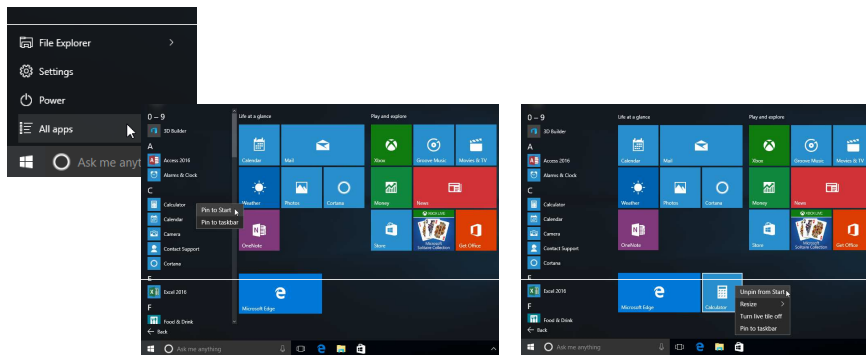 File Explorer
Settings
Power
All apps
Ask me anyt
0 – 9
3D Builder
A
Access 2016
Alarms & Clock
C
Calculator
Calendar
Camera
Contact Support
Cortana
E
Excel 2016
F
Food & Drink
Back
Pin to Start
Pin to taskbar
Life at a glance
Play and explore
Calendar
Mail
Xbox
Groove Music
Movies & TV
Weather
Photos
Cortana
Money
News
OneNote
Store
XBOX LIVE
Microsoft
Solitaire Collection
Get Office
Microsoft Edge
Ask me anything
0 – 9
3D Builder
A
Access 2016
Alarms & Clock
C
Calculator
Calendar
Camera
Contact Support
Cortana
E
Excel 2016
F
Food & Drink
Back
Life at a glance
Play and explore
Calendar
Mail
Xbox
Groove Music
Movies & TV
Weather
Photos
Cortana
Money
News
OneNote
Store
XBOX LIVE
Microsoft
Solitaire Collection
Get Office
Microsoft Edge
Calculator
Unpin from Start
Resize
Turn live tile off
Pin to taskbar
Ask me anything